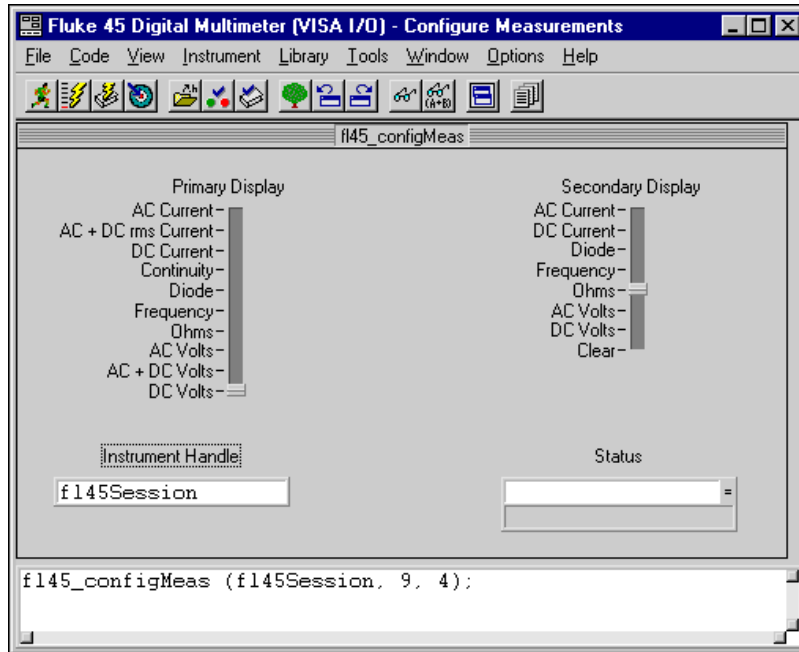 Fluke 45 Digital Multimeter (VISA I/O) - Configure Measurements
File Code View Instrument Library Tools Window Options Help
(A+B)
fl45_configMeas
Primary Display
AC Current
AC + DC rms Current
DC Current
Continuity
Diode
Frequency
Ohms
AC Volts
AC + DC Volts
DC Volts
Secondary Display
AC Current
DC Current
Diode
Frequency
Ohms
AC Volts
DC Volts
Clear
Instrument Handle
fl45Session
Status
=
fl45_configMeas (fl45Session, 9, 4);